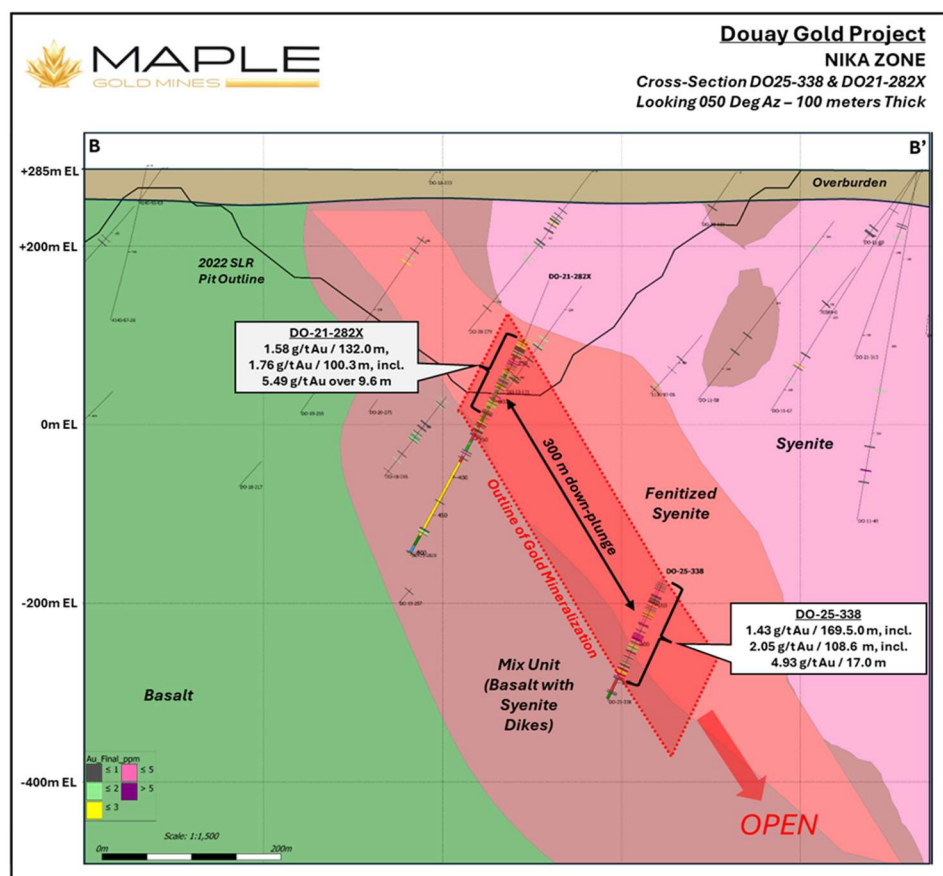 MAPLE
GOLD MINES
Douay Gold Project
NIKA ZONE
Cross-Section DO25-338 & DO21-282X
Looking 050 Deg Az – 100 meters Thick
B
B’
+285m EL
Overburden
+200m EL
2022 SLR
Pit Outline
DO-21-282X
DO-21-282X
1.58 g/t Au / 132.0 m,
1.76 g/t Au / 100.3 m, incl.
5.49 g/t Au over 9.6 m
0m EL
Syenite
300 m down-plunge
Fenitized
Syenite
Outline of Gold Mineralization
400
450
DO-25-338
-200m EL
DO-25-338
1.43 g/t Au / 169.5.0 m, incl.
2.05 g/t Au / 108.6 m, incl.
4.93 g/t Au / 17.0 m
Mix Unit
(Basalt with
Syenite
Dikes)
Basalt
Au_Final_ppm
≤ 1
≤ 5
≤ 2
> 5
≤ 3
-400m EL
OPEN
Scale: 1:1,500
0m
200m